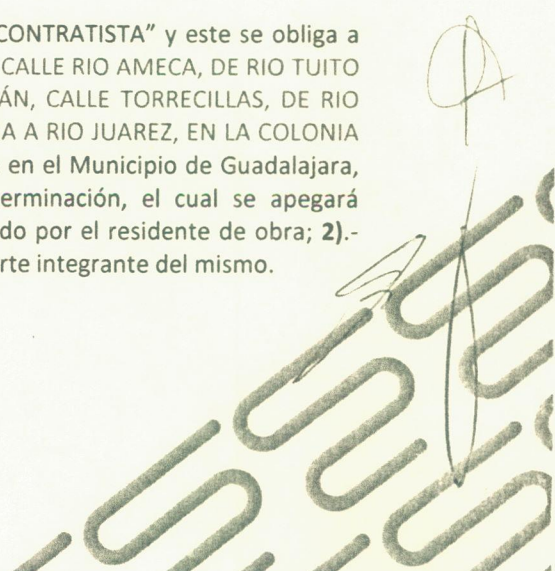 CONTRATISTA” y este se obliga a
CALLE RIO AMECA, DE RIO TUITO
ÁN, CALLE TORRECILLAS, DE RIO
A A RIO JUAREZ, EN LA COLONIA
en el Municipio de Guadalajara,
erminación, el cual se apegará
do por el residente de obra; 2).-
rte integrante del mismo.